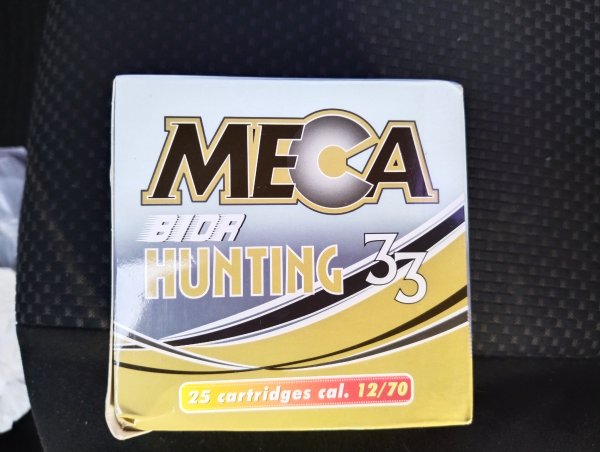 MECA
BIOR
HUNTING 33
25 cartridges cal. 12/70